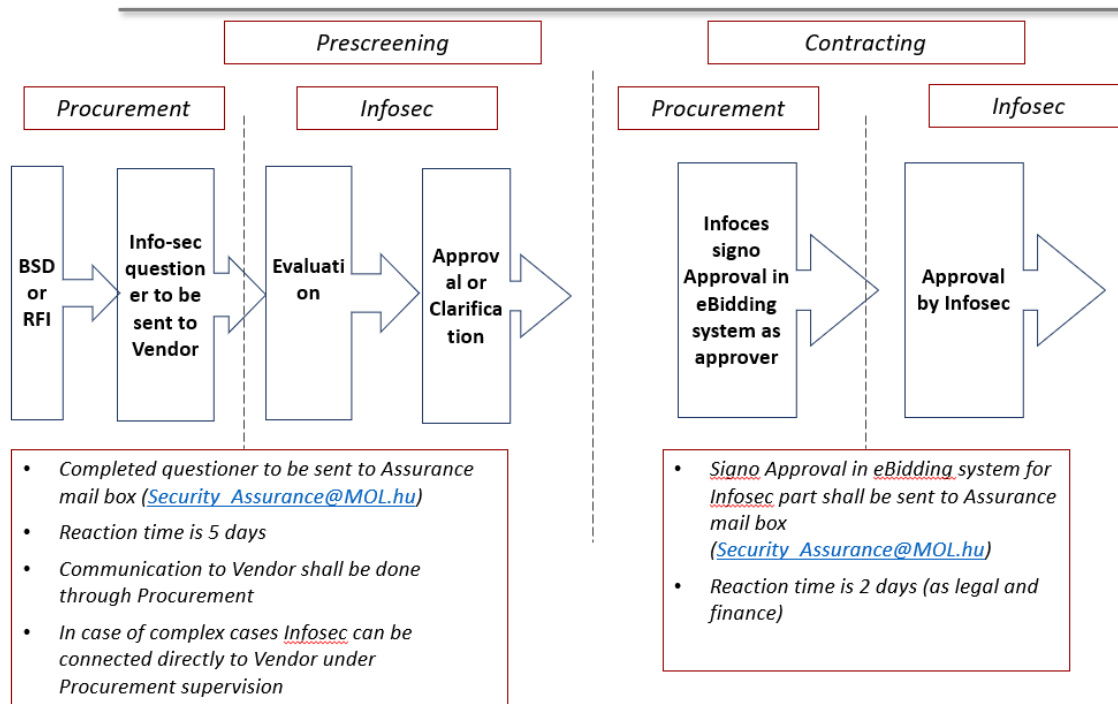 Prescreening
Contracting
Procurement
Infosec
Procurement
Infosec
BSD
or
RFI
Info-sec
question
er to be
sent to
Vendor
Evaluati
on
Approv
al or
Clarifica
tion
Infoces
signo
Approval in
eBidding
system as
approver
Approval
by Infosec
• Completed questioner to be sent to Assurance
mail box (Security_Assurance@MOL.hu)
• Reaction time is 5 days
• Communication to Vendor shall be done
through Procurement
• In case of complex cases Infosec can be
connected directly to Vendor under
Procurement supervision
• Signo Approval in eBidding system for
Infosec part shall be sent to Assurance
mail box
(Security_Assurance@MOL.hu)
• Reaction time is 2 days (as legal and
finance)